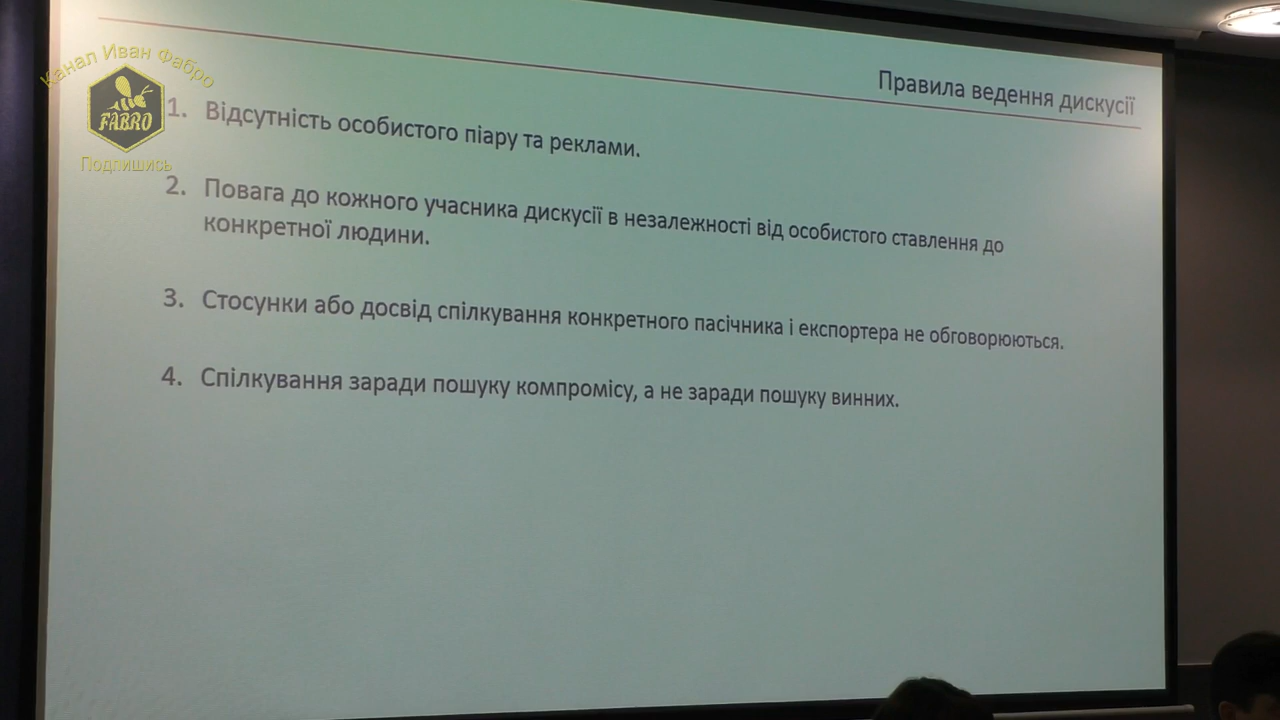 Канал Иван Фабро
FABRO
Подпишись
Правила ведення дискусії
1. Відсутність особистого піару та реклами.
2. Повага до кожного учасника дискусії в незалежності від особистого ставлення до
конкретної людини.
3. Стосунки або досвід спілкування конкретного пасічника і експортера не обговорюються.
4. Спілкування заради пошуку компромісу, а не заради пошуку винних.